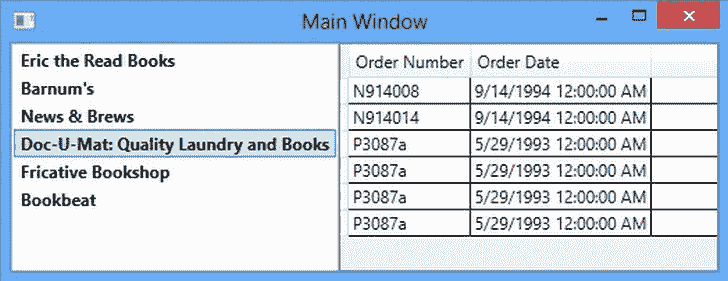 Main Window
Eric the Read Books
Barnum's
News & Brews
Doc-U-Mat: Quality Laundry and Books
Fricative Bookshop
Bookbeat
Order Number Order Date
N914008 9/14/1994 12:00:00 AM
N914014 9/14/1994 12:00:00 AM
P3087a 5/29/1993 12:00:00 AM
P3087a 5/29/1993 12:00:00 AM
P3087a 5/29/1993 12:00:00 AM
P3087a 5/29/1993 12:00:00 AM